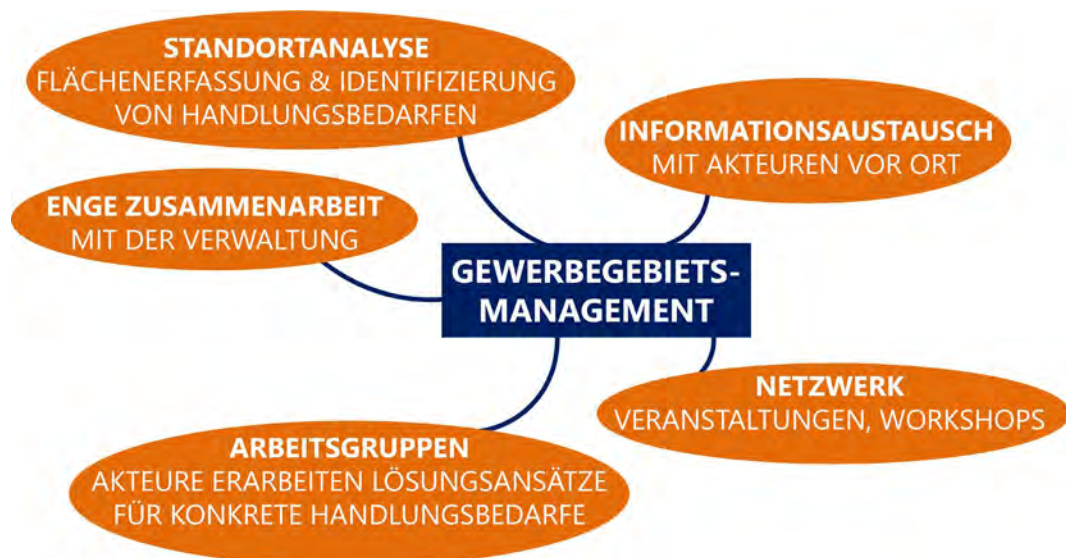 STANDORTANALYSE
FLÄCHENERFASSUNG & IDENTIFIZIERUNG
VON HANDLUNGSBEDARFEN
INFORMATIONSAUSTAUSCH
MIT AKTEUREN VOR ORT
ENGE ZUSAMMENARBEIT
MIT DER VERWALTUNG
GEWERBEGEBIETS-
MANAGEMENT
NETZWERK
VERANSTALTUNGEN, WORKSHOPS
ARBEITSGRUPPEN
AKTEURE ERARBEITEN LÖSUNGSANSÄTZE
FÜR KONKRETE HANDLUNGSBEDARFE